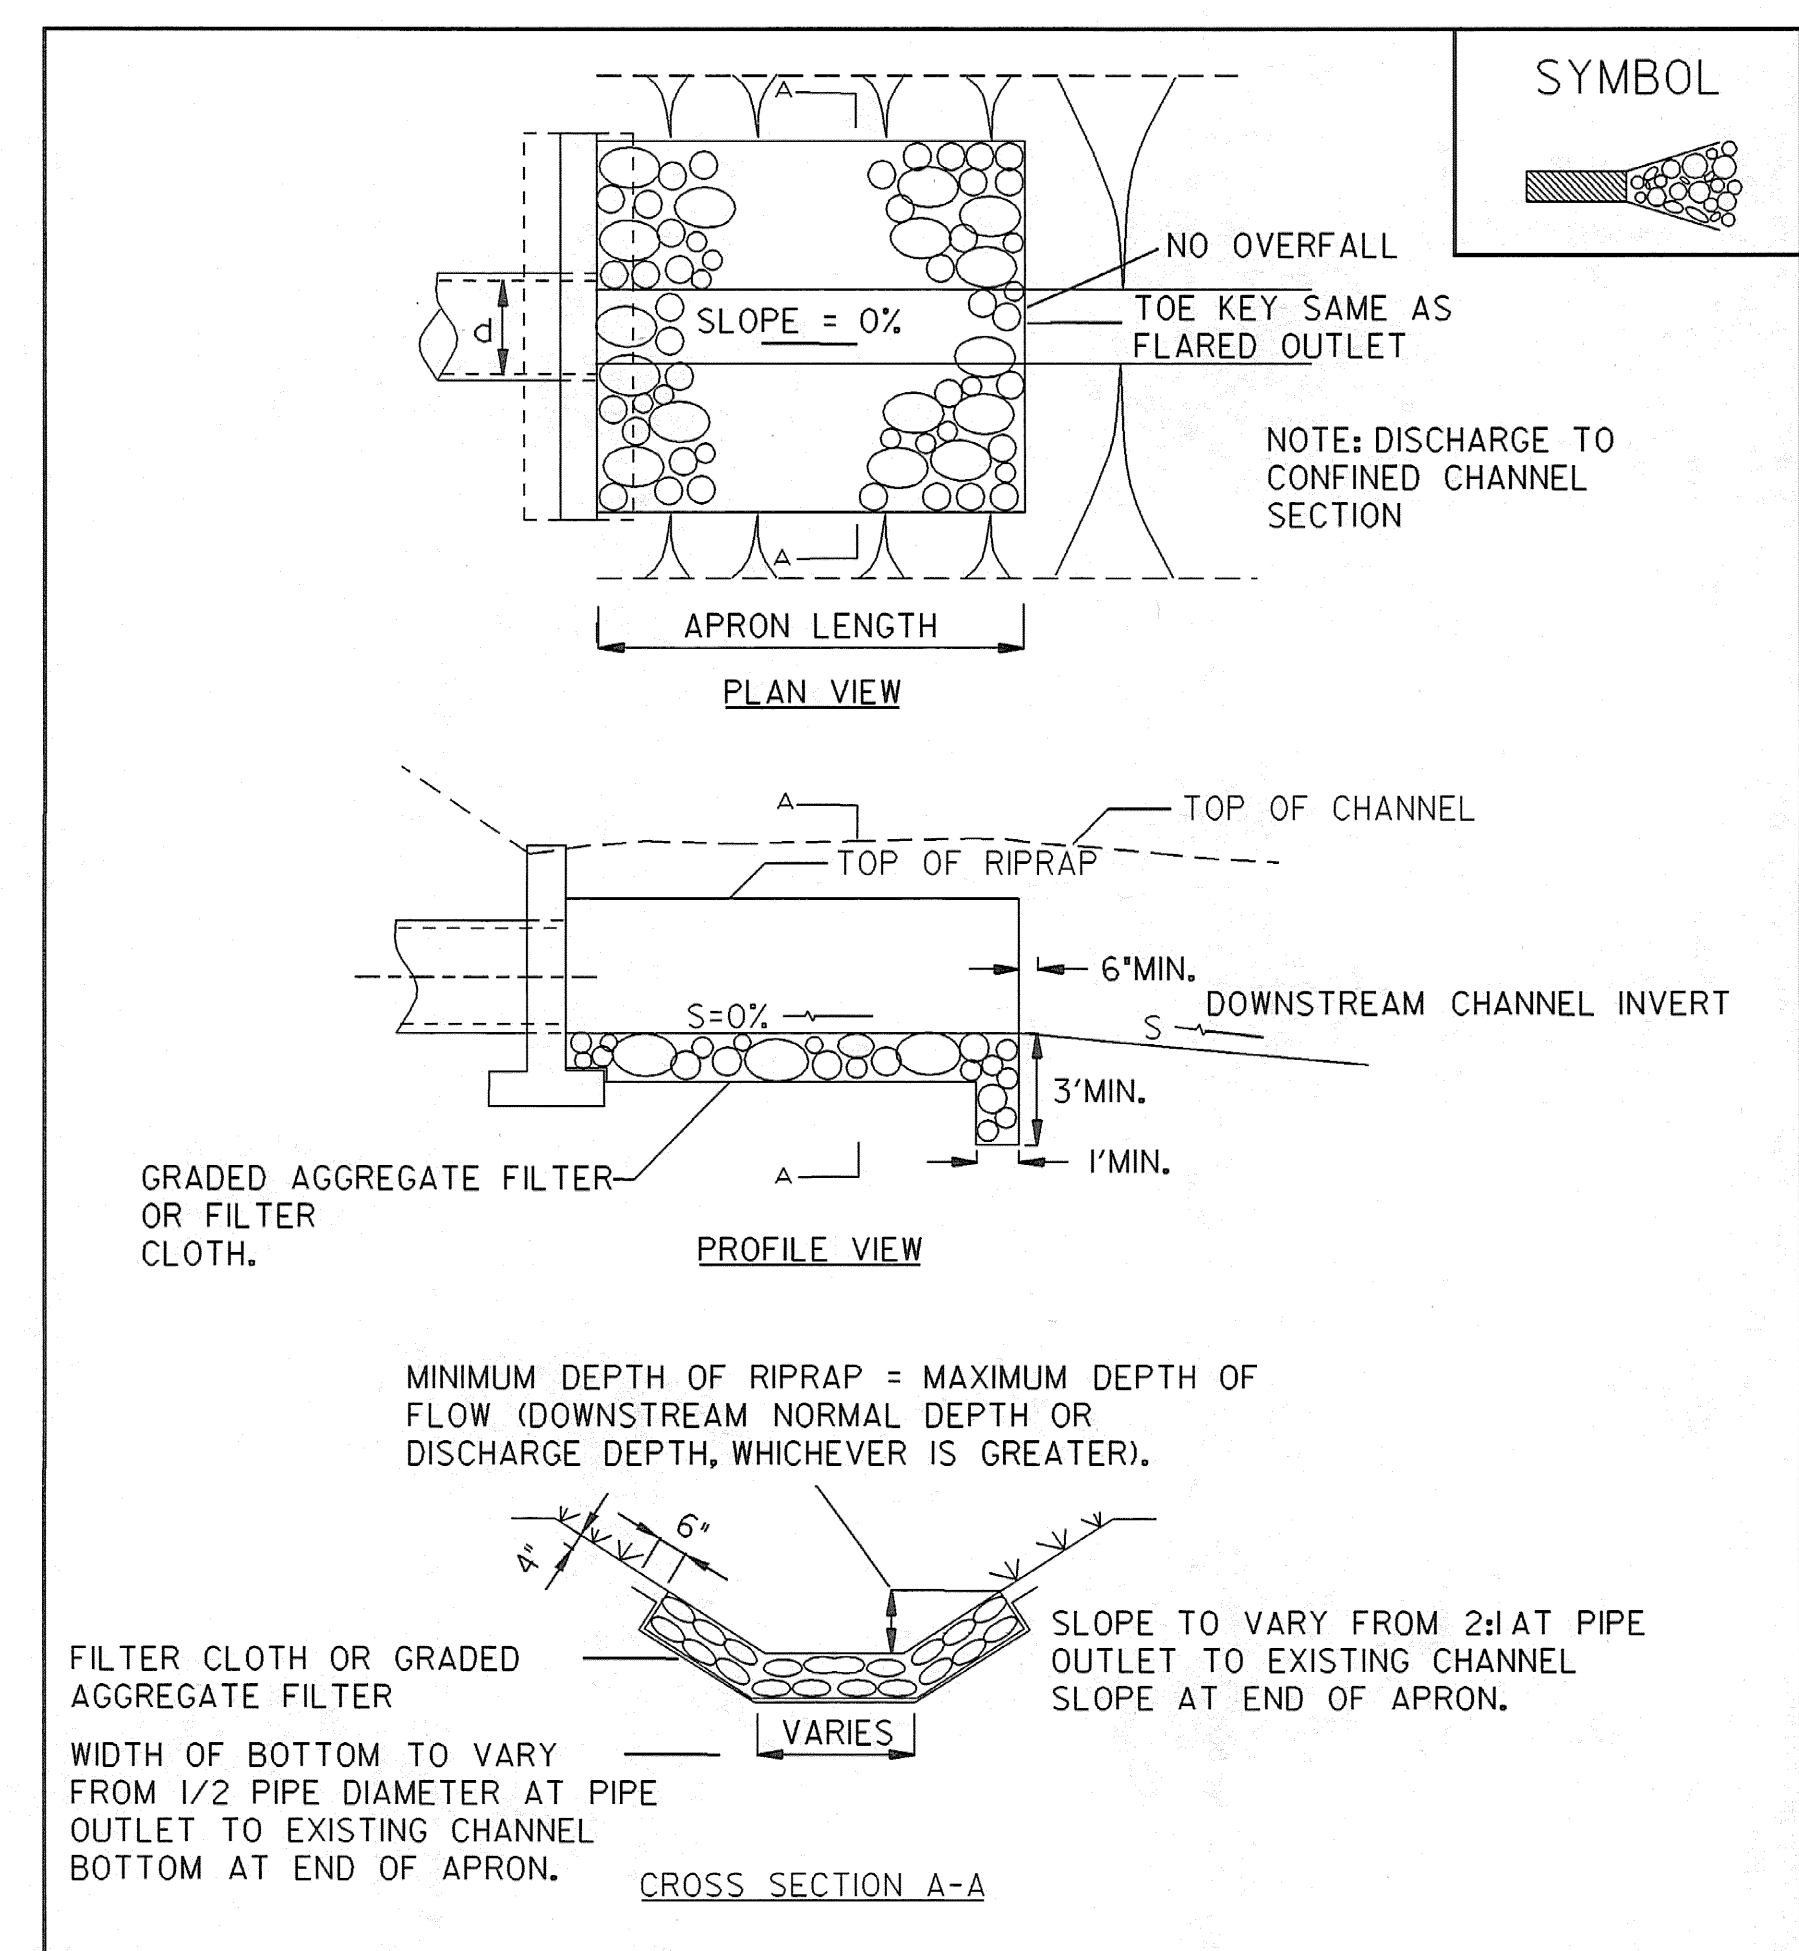 SYMBOL
A
NO OVERFALL
d
SLOPE = 0%
TOE KEY SAME AS
FLARED OUTLET
NOTE: DISCHARGE TO
CONFINED CHANNEL
SECTION
A
APRON LENGTH
PLAN VIEW
A
TOP OF CHANNEL
TOP OF RIPRAP
6"MIN.
S=0%
DOWNSTREAM CHANNEL INVERT
S
3'MIN.
1'MIN.
A
GRADED AGGREGATE FILTER
OR FILTER
CLOTH.
PROFILE VIEW
MINIMUM DEPTH OF RIPRAP = MAXIMUM DEPTH OF
FLOW (DOWNSTREAM NORMAL DEPTH OR
DISCHARGE DEPTH, WHICHEVER IS GREATER).
4"
6"
SLOPE TO VARY FROM 2:1 AT PIPE
OUTLET TO EXISTING CHANNEL
SLOPE AT END OF APRON.
FILTER CLOTH OR GRADED
AGGREGATE FILTER
VARIES
WIDTH OF BOTTOM TO VARY
FROM 1/2 PIPE DIAMETER AT PIPE
OUTLET TO EXISTING CHANNEL
BOTTOM AT END OF APRON.
CROSS SECTION A-A